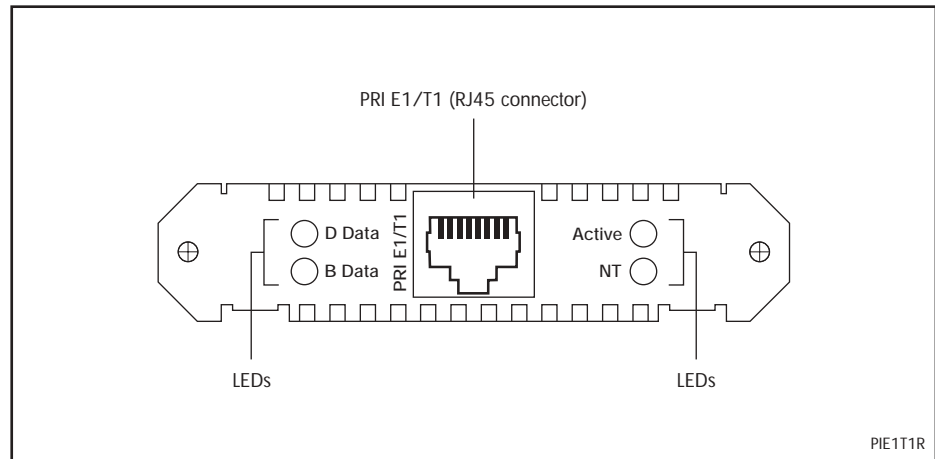 PRI E1/T1 (RJ45 connector)
D Data
B Data
PRI E1/T1
Active
NT
LEDs
LEDs
PIE1T1R